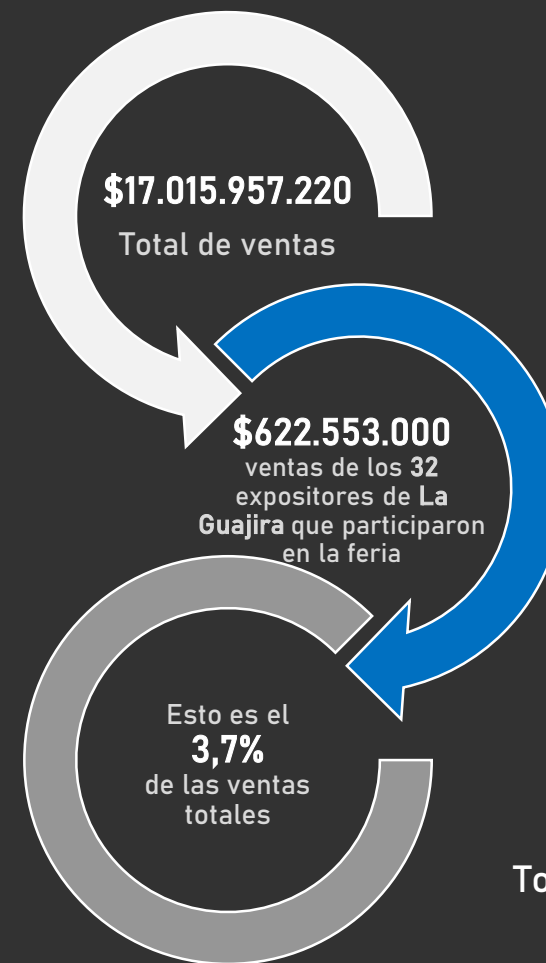 $17.015.957.220
Total de ventas
$622.553.000
ventas de los 32
expositores de La
Guajira que participaron
en la feria
Esto es el
3,7%
de las ventas
totales
To